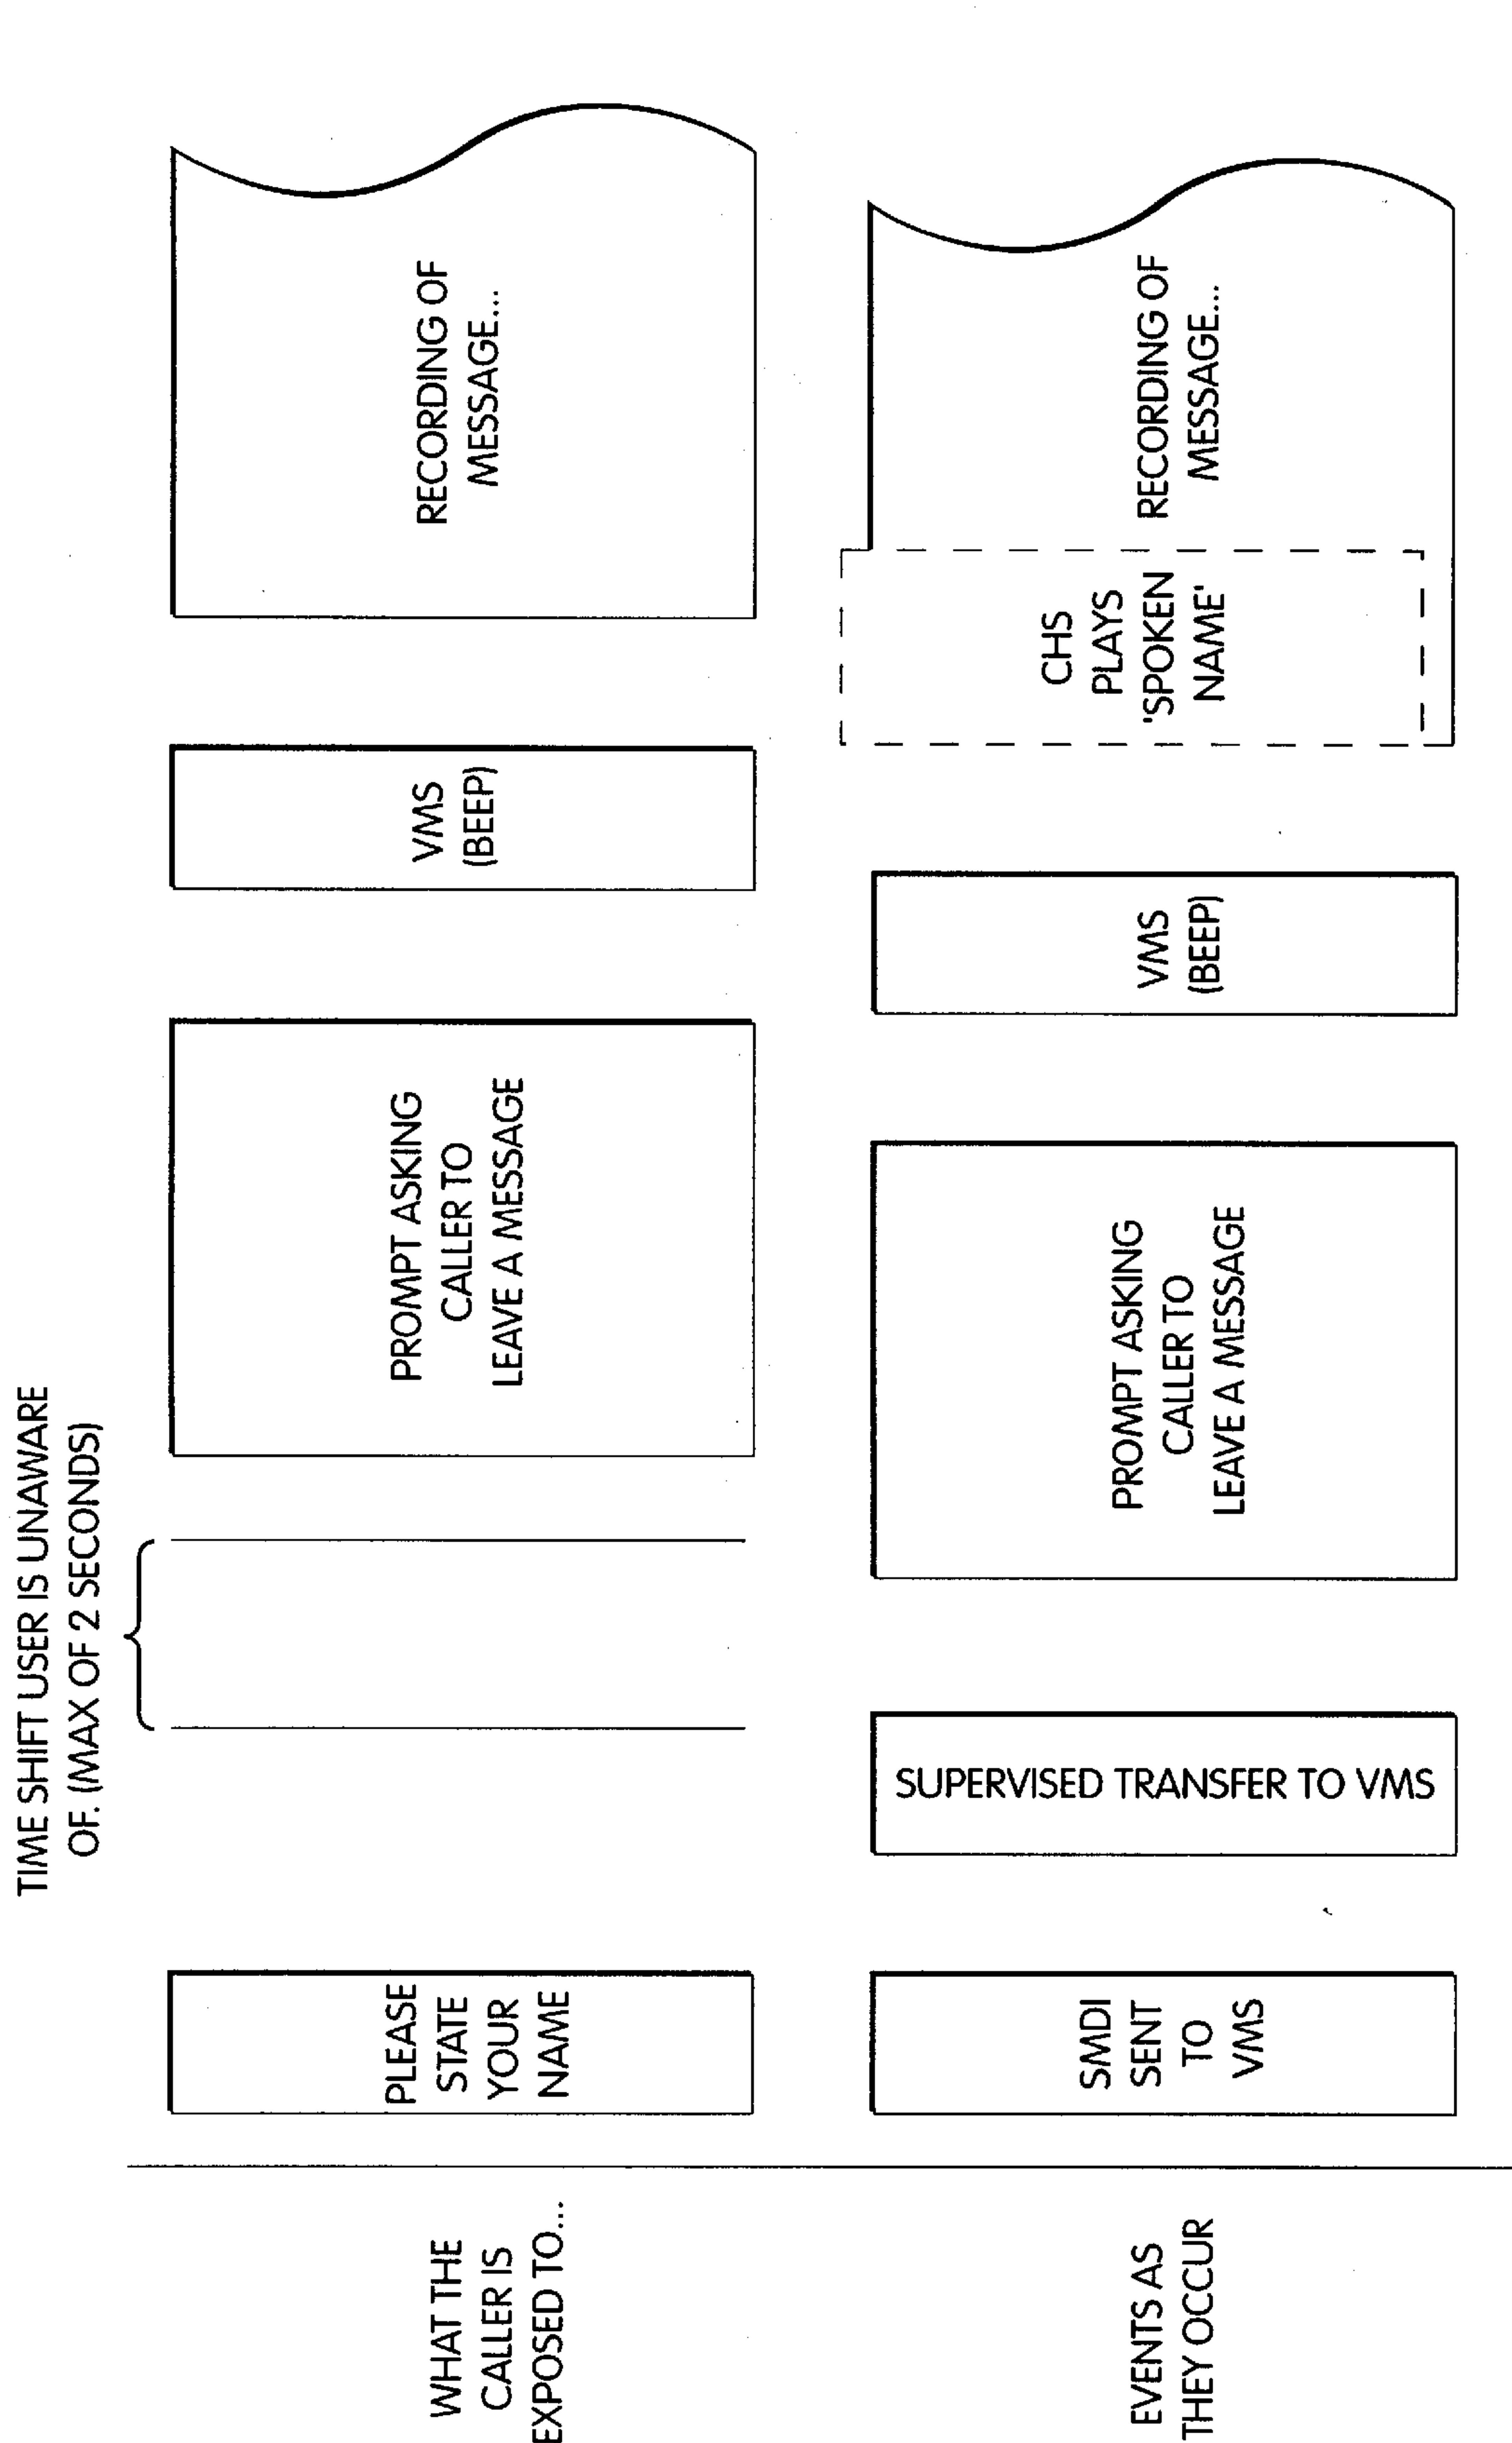 TIME SHIFT USER IS UNAWARE
OF. (MAX OF 2 SECONDS)
WHAT THE
CALLER IS
EXPOSED TO...
PLEASE
STATE
YOUR
NAME
PROMPT ASKING
CALLER TO
LEAVE A MESSAGE
VMS
(BEEP)
RECORDING OF
MESSAGE...
EVENTS AS
THEY OCCUR
SMDI
SENT
TO
VMS
SUPERVISED TRANSFER TO VMS
PROMPT ASKING
CALLER TO
LEAVE A MESSAGE
VMS
(BEEP)
CHS
PLAYS
'SPOKEN
NAME'
RECORDING OF
MESSAGE...